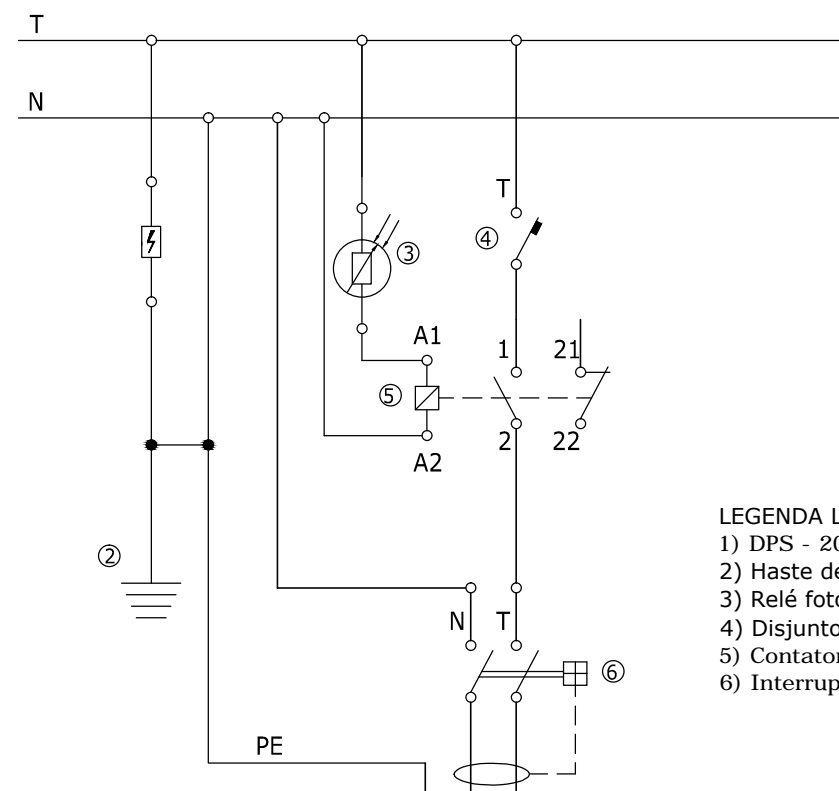 T
N
T
③
④
A1
1
21
⑤
2
22
A2
②
LEGENDA L
1) DPS - 20
2) Haste de
3) Relé foto
4) Disjunto
5) Contator
6) Interrup
N
T
⑥
PE